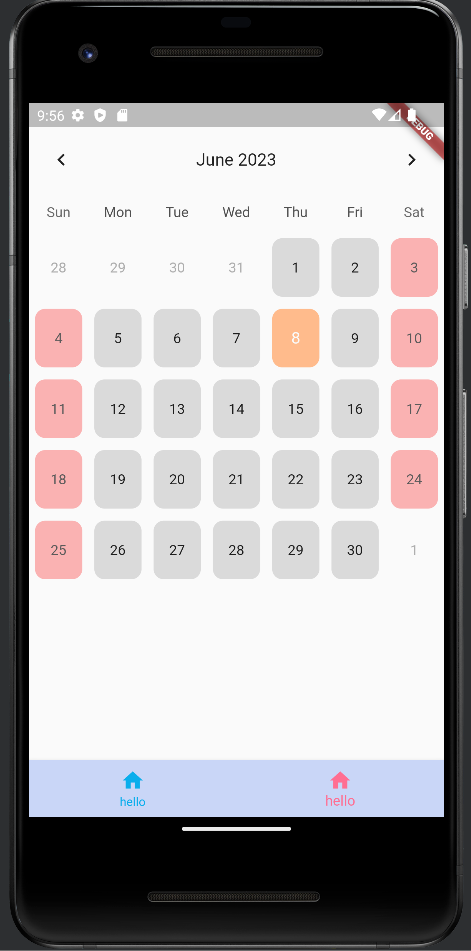 9:56
DEBUG
June 2023
Sun Mon Tue Wed Thu Fri Sat
28 29 30 31 1 2 3
4 5 6 7 8 9 10
11 12 13 14 15 16 17
18 19 20 21 22 23 24
25 26 27 28 29 30 1
hello hello